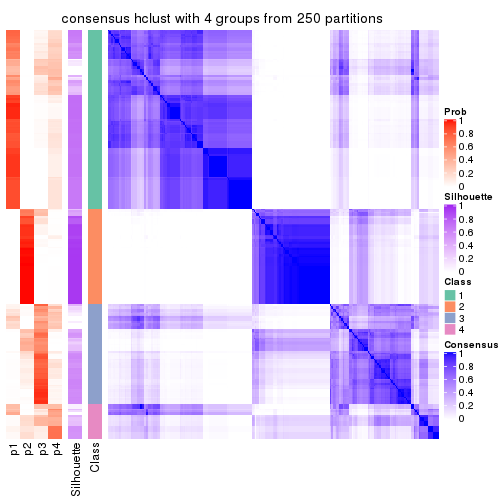 consensus hclust with 4 groups from 250 partitions
Prob
1
0.8
0.6
0.4
0.2
0
Silhouette
1
0.8
0.6
0.4
0.2
0
Class
1
2
3
4
Consensus
1
0.8
0.6
0.4
0.2
0
p1
p2
p3
p4
Silhouette
Class